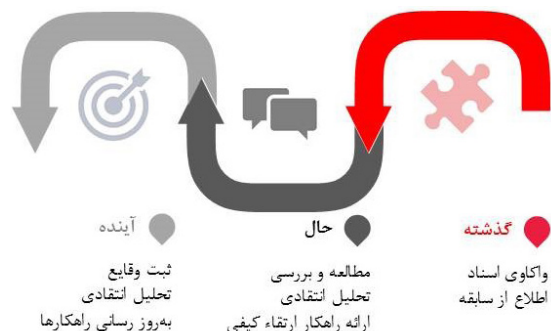 گذشته
واکاوی اسناد
اطلاع از سابقه
حال
مطالعه و بررسی
تحلیل انتقادی
ارائه راهکار ارتقاء کیفی
آینده
ثبت وقایع
تحلیل انتقادی
به‌روز رسانی راهکارها